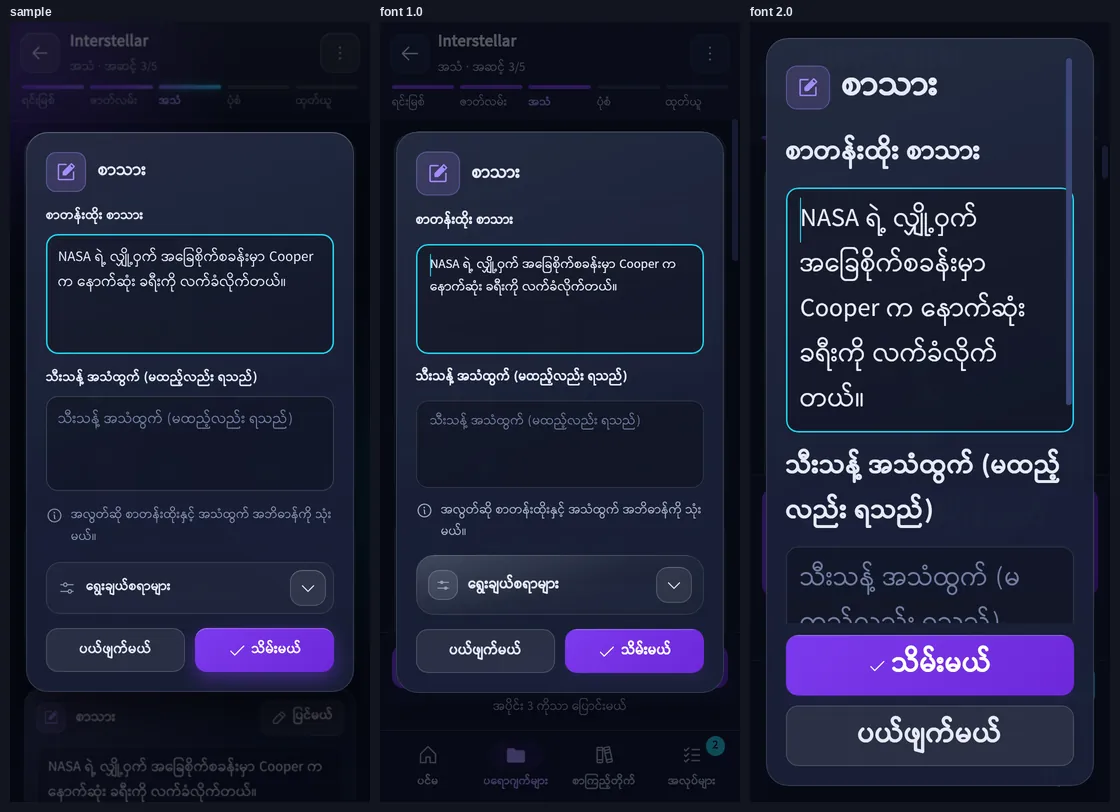 sample
Interstellar
အသံ · အဆင့် 3/5
ရင်းမြစ်
ဇာတ်လမ်း
အသံ
ပုံစံ
ထုတ်ယူ
စာသား
စာတန်းထိုး စာသား
NASA ရဲ့ လျှို့ဝှက် အခြေစိုက်စခန်းမှာ Cooper
က နောက်ဆုံး ခရီးကို လက်ခံလိုက်တယ်။
သီးသန့် အသံထွက် (မထည့်လည်း ရသည်)
သီးသန့် အသံထွက် (မထည့်လည်း ရသည်)
အလွတ်ဆို စာတန်းထိုးနှင့် အသံထွက် အဘိဓာန်ကို သုံး
မယ်။
ရွေးချယ်စရာများ
ပယ်ဖျက်မယ်
သိမ်းမယ်
စာသား
ပြင်မယ်
NASA ရဲ့ လျှို့ဝှက် အခြေစိုက်စခန်းမှာ Cooper က
နောက်ဆုံး ခရီးကို လက်ခံလိုက်တယ်။
font 1.0
Interstellar
အသံ · အဆင့် 3/5
ရင်းမြစ်
ဇာတ်လမ်း
အသံ
ပုံစံ
ထုတ်ယူ
စာသား
စာတန်းထိုး စာသား
NASA ရဲ့ လျှို့ဝှက် အခြေစိုက်စခန်းမှာ Cooper က
နောက်ဆုံး ခရီးကို လက်ခံလိုက်တယ်။
သီးသန့် အသံထွက် (မထည့်လည်း ရသည်)
သီးသန့် အသံထွက် (မထည့်လည်း ရသည်)
အလွတ်ဆို စာတန်းထိုးနှင့် အသံထွက် အဘိဓာန်ကို သုံး
မယ်။
ရွေးချယ်စရာများ
ပယ်ဖျက်မယ်
သိမ်းမယ်
အပိုင်း 3 ကိုသာ ပြောင်းမယ်
ပင်မ
ပရောဂျက်များ
စာကြည့်တိုက်
အလုပ်များ
2
font 2.0
စာသား
စာတန်းထိုး စာသား
NASA ရဲ့ လျှို့ဝှက်
အခြေစိုက်စခန်းမှာ
Cooper က နောက်ဆုံး
ခရီးကို လက်ခံလိုက်
တယ်။
သီးသန့် အသံထွက် (မထည့်
လည်း ရသည်)
သီးသန့် အသံထွက် (မ
သိမ်းမယ်
ပယ်ဖျက်မယ်